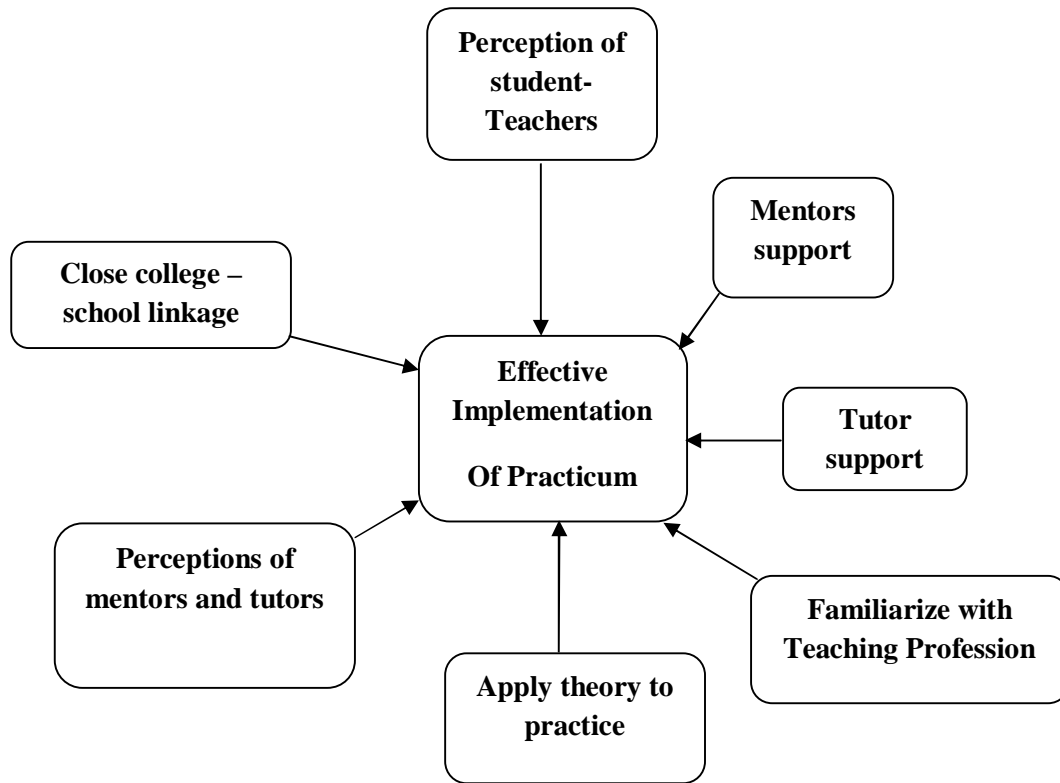 Perception of
student-
Teachers
Mentors
support
Close college –
school linkage
Effective
Implementation
Of Practicum
Tutor
support
Perceptions of
mentors and tutors
Familiarize with
Teaching Profession
Apply theory to
practice